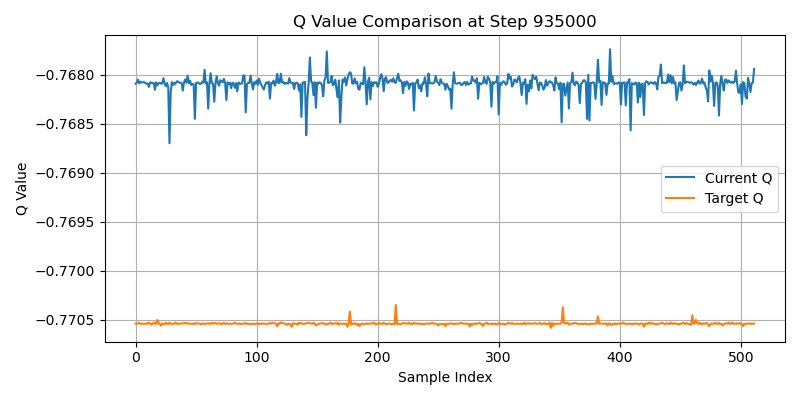 Q Value Comparison at Step 935000
−0.7680
−0.7685
−0.7690
−0.7695
−0.7700
−0.7705
Q Value
Current Q
Target Q
0 100 200 300 400 500
Sample Index